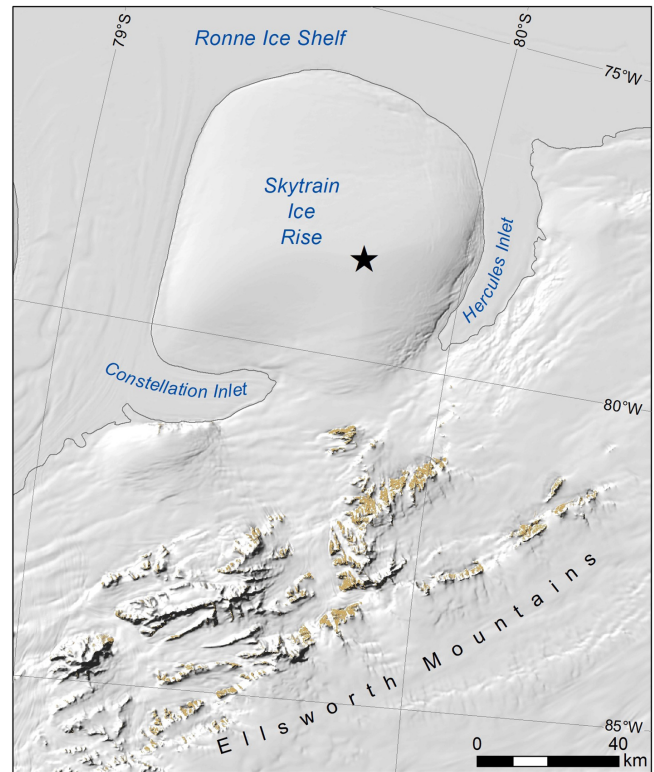 79°S
80°S
Ronne Ice Shelf
75°W
Skytrain
Ice
Rise
Hercules Inlet
Constellation Inlet
80°W
Ellsworth Mountains
85°W
0 40
km